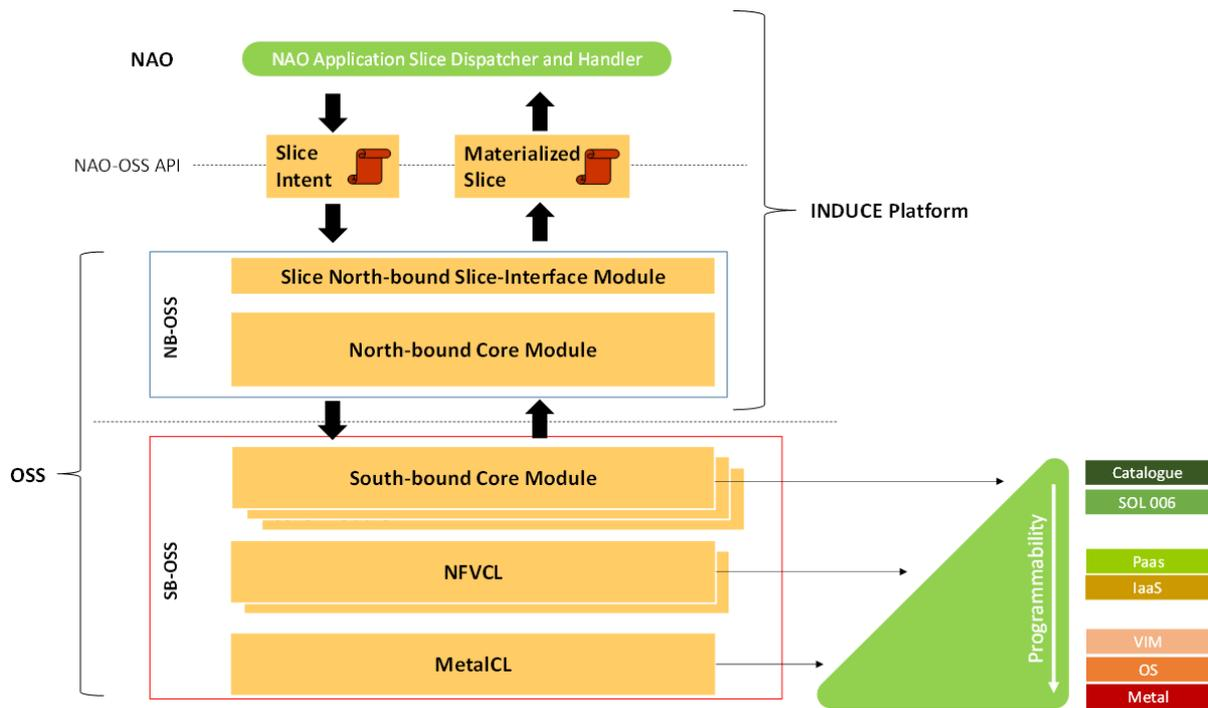 NAO
NAO Application Slice Dispatcher and Handler
NAO-OSS API
Slice
Intent
Materialized
Slice
INDUCE Platform
NB-OSS
Slice North-bound Slice-Interface Module
North-bound Core Module
OSS
SB-OSS
South-bound Core Module
NFVCL
MetalCL
Programmability
Catalogue
SOL 006
Paas
IaaS
VIM
OS
Metal